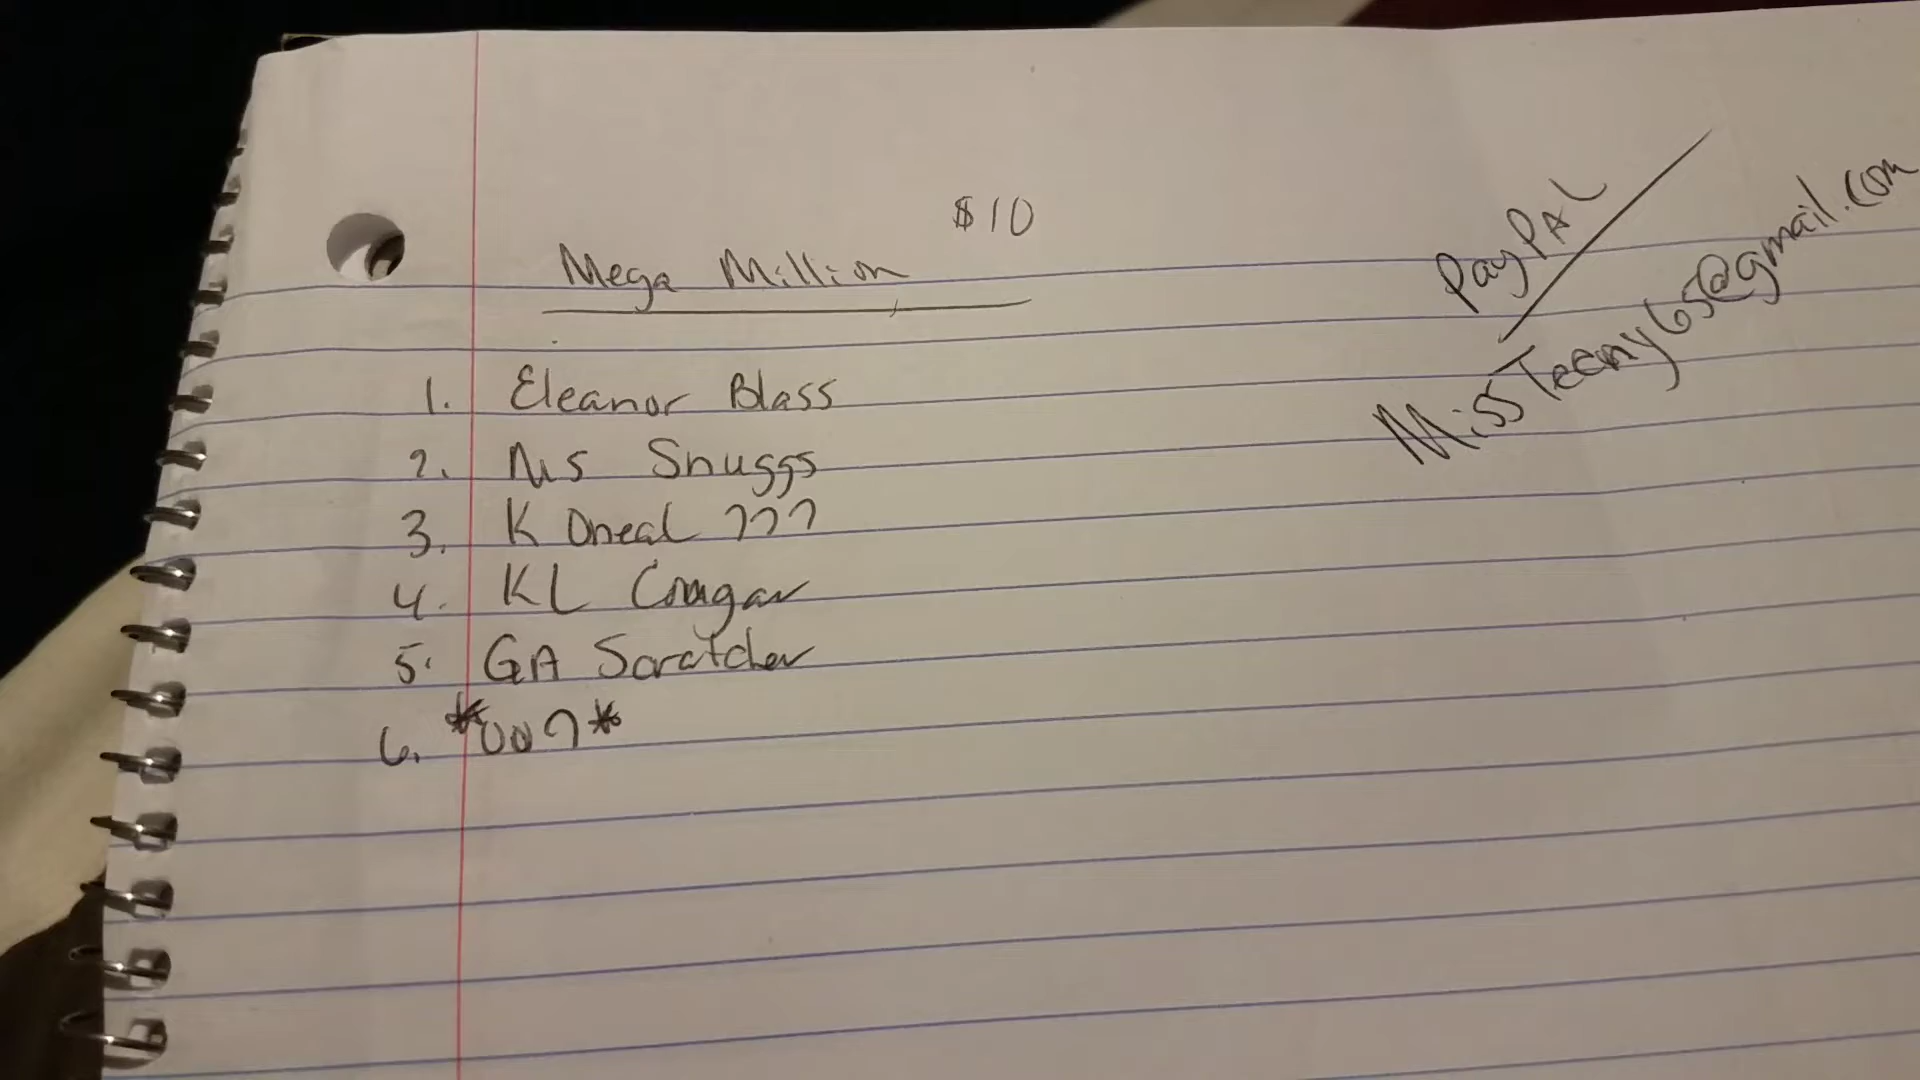 $10
Mega Million
1. Eleanor Blass
2. Ms Snuggs
3. K Oneal ???
4. KL Cougar
5. GA Scratcher
6. *007*
PayPAL
MissTeeny65@gmail.com